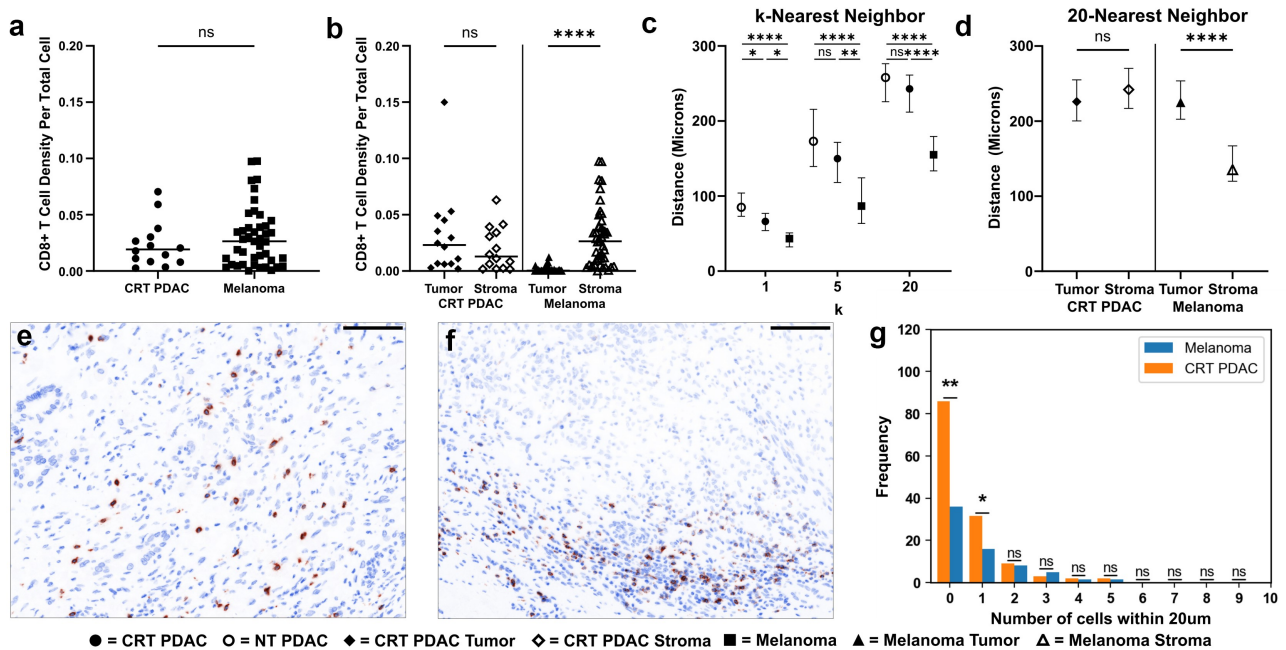 a
ns
CD8+ T Cell Density Per Total Cell
0.20
0.15
0.10
0.05
0.00
CRT PDAC
Melanoma
b
ns
****
CD8+ T Cell Density Per Total Cell
0.20
0.15
0.10
0.05
0.00
Tumor Stroma Tumor Stroma
CRT PDAC Melanoma
c
k-Nearest Neighbor
**** **** ****
* * ns ** ns ****
Distance (Microns)
300
200
100
0
1 5 20
k
d
20-Nearest Neighbor
ns
****
Distance (Microns)
300
200
100
0
Tumor Stroma Tumor Stroma
CRT PDAC Melanoma
e
f
g
Frequency
120
100
80
60
40
20
0
Melanoma
CRT PDAC
**
*
ns ns ns ns ns ns ns ns
0 1 2 3 4 5 6 7 8 9 10
Number of cells within 20um
= CRT PDAC = NT PDAC = CRT PDAC Tumor = CRT PDAC Stroma = Melanoma = Melanoma Tumor = Melanoma Stroma